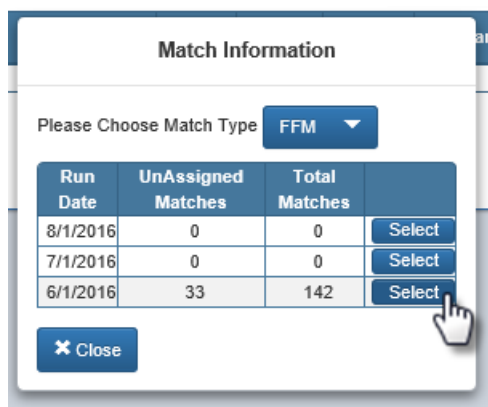 Match Information
Please Choose Match Type FFM
Run Date UnAssigned Matches Total Matches
8/1/2016 0 0 Select
7/1/2016 0 0 Select
6/1/2016 33 142 Select
Close